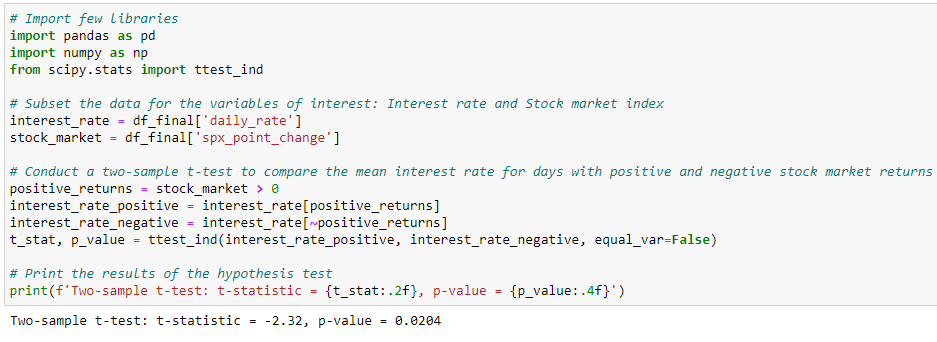 # Import few libraries
import pandas as pd
import numpy as np
from scipy.stats import ttest_ind
# Subset the data for the variables of interest: Interest rate and Stock market index
interest_rate = df_final['daily_rate']
stock_market = df_final['spx_point_change']
# Conduct a two-sample t-test to compare the mean interest rate for days with positive and negative stock market returns
positive_returns = stock_market > 0
interest_rate_positive = interest_rate[positive_returns]
interest_rate_negative = interest_rate[~positive_returns]
t_stat, p_value = ttest_ind(interest_rate_positive, interest_rate_negative, equal_var=False)
# Print the results of the hypothesis test
print(f'Two-sample t-test: t-statistic = {t_stat:.2f}, p-value = {p_value:.4f}')
Two-sample t-test: t-statistic = -2.32, p-value = 0.0204